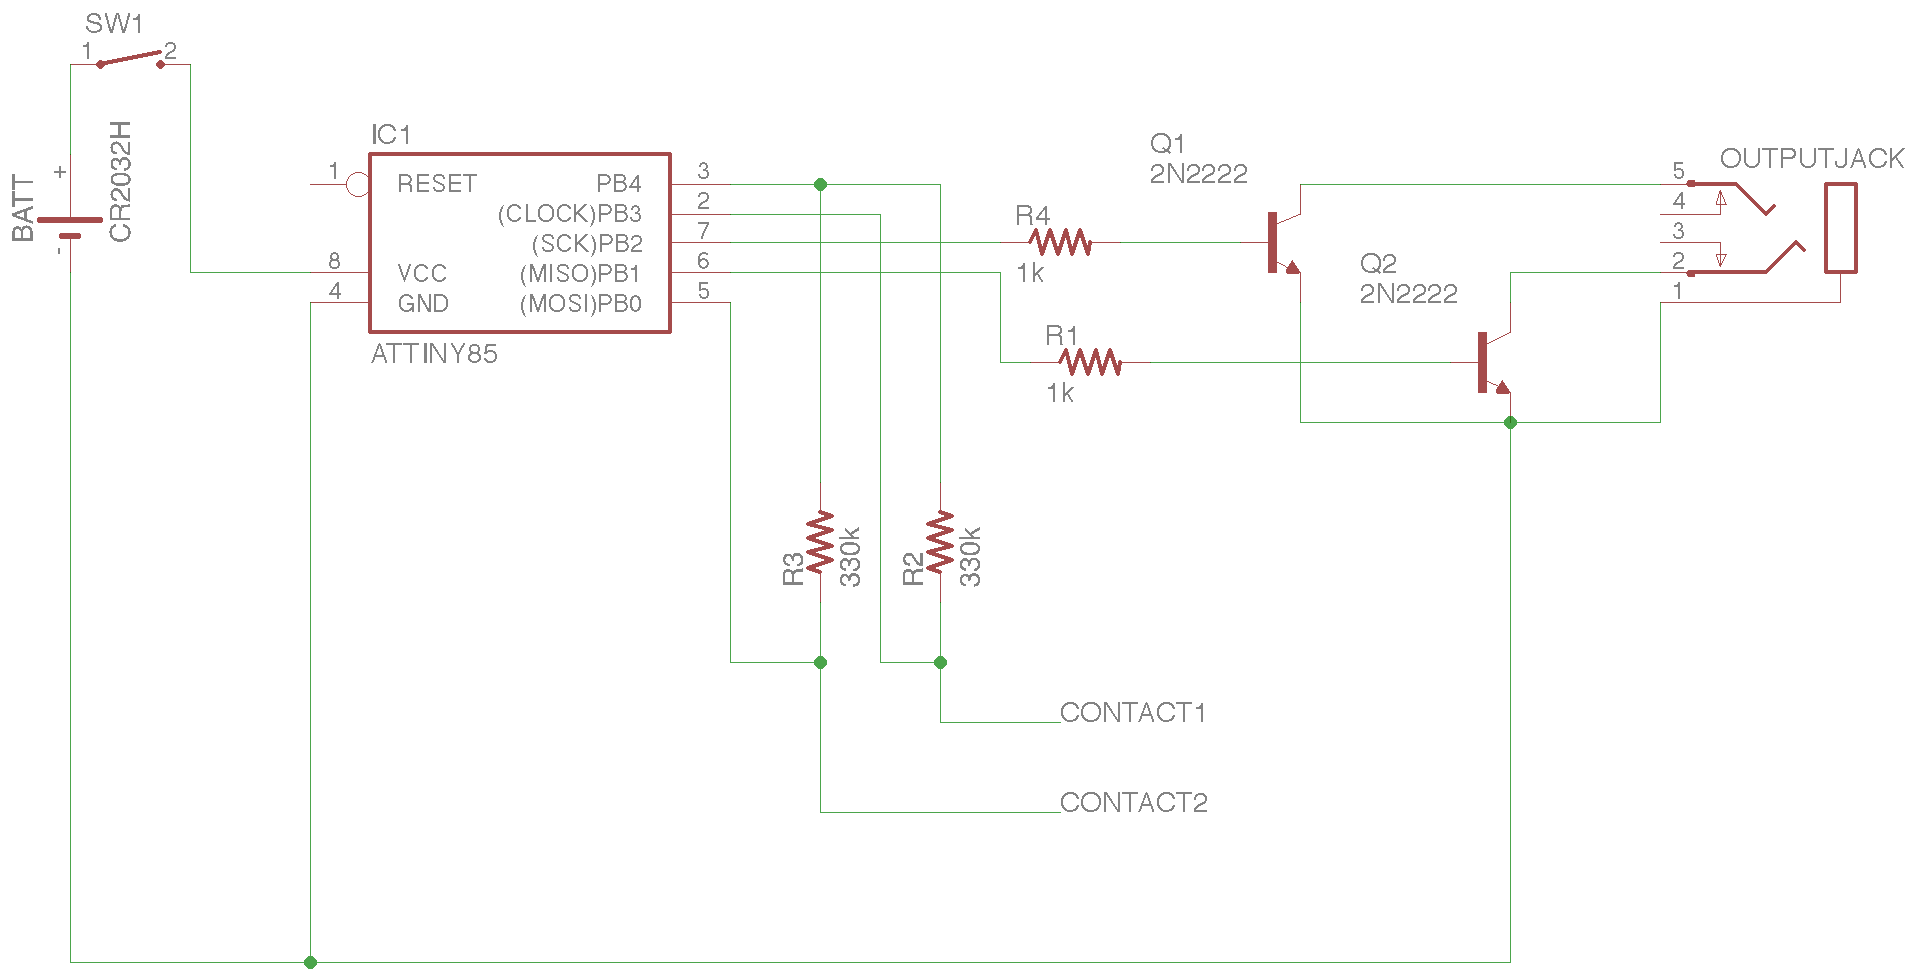 SW1
1 2
BATT
+
-
CR2032H
IC1
1 RESET PB4 3
(CLOCK)PB3 2
(SCK)PB2 7
8 VCC (MISO)PB1 6
4 GND (MOSI)PB0 5
ATTINY85
R4
1k
R1
1k
Q1
2N2222
Q2
2N2222
OUTPUTJACK
5
4
3
2
1
R3
330k
R2
330k
CONTACT1
CONTACT2